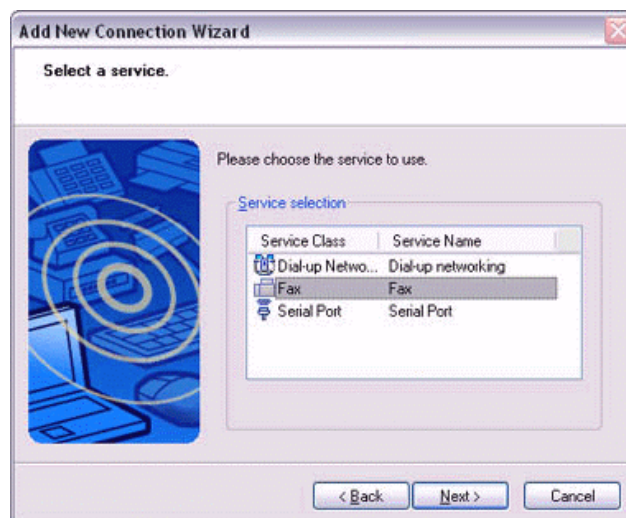 Add New Connection Wizard
Select a service.
Please choose the service to use.
Service selection
Service Class Service Name
Dial-up Netwo... Dial-up networking
Fax Fax
Serial Port Serial Port
< Back Next > Cancel